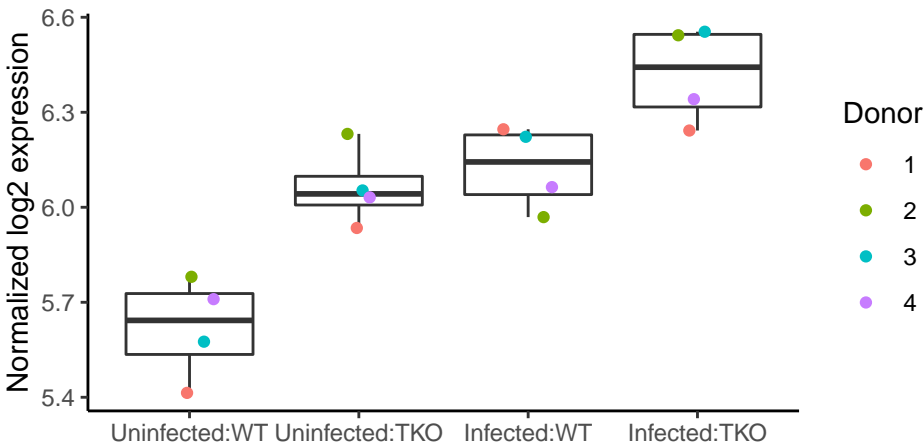 Normalized log2 expression
6.6
6.3
6.0
5.7
5.4
Uninfected:WT
Uninfected:TKO
Infected:WT
Infected:TKO
Donor
1
2
3
4